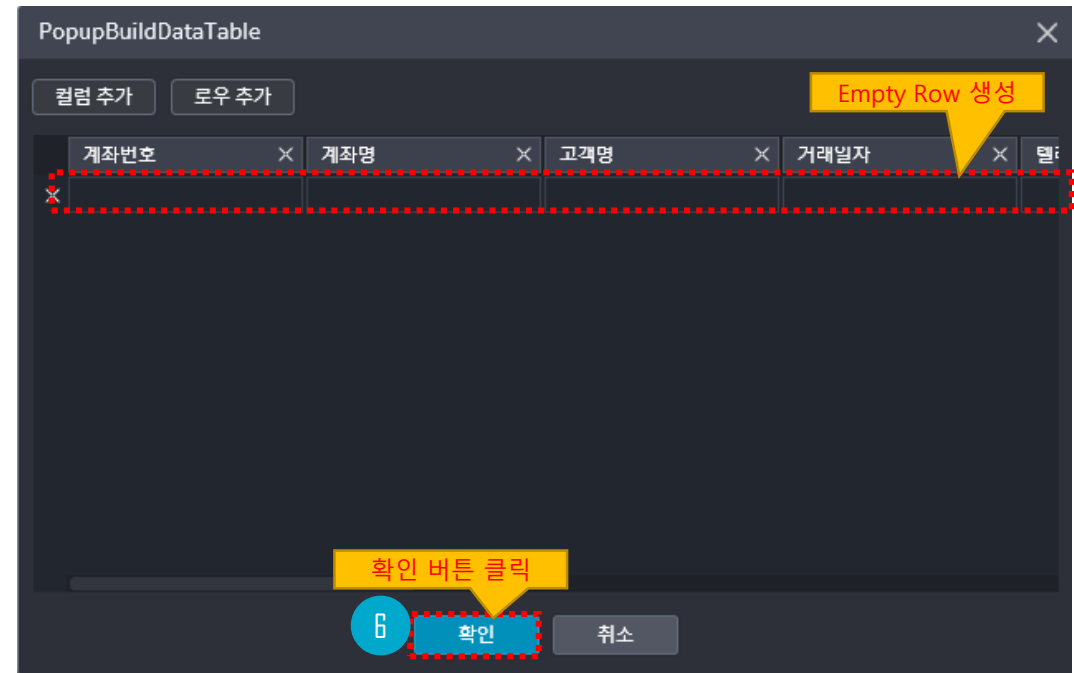 PopupBuildDataTable
컬럼 추가 로우 추가
Empty Row 생성
계좌번호 계좌명 고객명 거래일자
확인 버튼 클릭
6 확인 취소